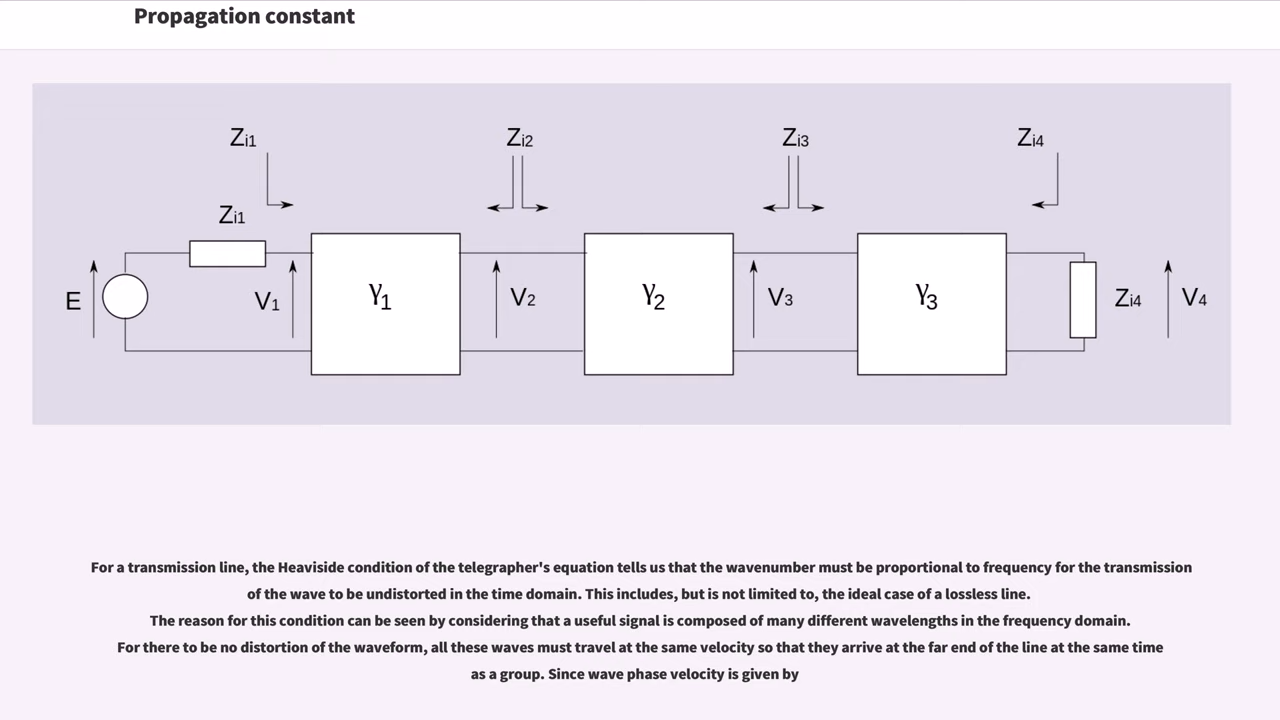 Propagation constant
Zi1 Zi2 Zi3 Zi4
Zi1
E V1 γ1 V2 γ2 V3 γ3 Zi4 V4
For a transmission line, the Heaviside condition of the telegrapher's equation tells us that the wavenumber must be proportional to frequency for the transmission
of the wave to be undistorted in the time domain. This includes, but is not limited to, the ideal case of a lossless line.
The reason for this condition can be seen by considering that a useful signal is composed of many different wavelengths in the frequency domain.
For there to be no distortion of the waveform, all these waves must travel at the same velocity so that they arrive at the far end of the line at the same time
as a group. Since wave phase velocity is given by